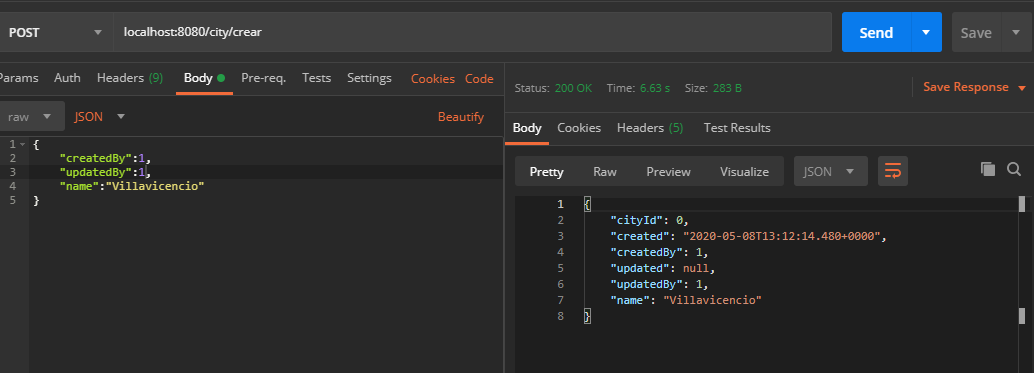 POST localhost:8080/city/crear Send Save
Params Auth Headers (9) Body Pre-req. Tests Settings Cookies Code
raw JSON Beautify
1 {
2 "createdBy":1,
3 "updatedBy":1,
4 "name":"Villavicencio"
5 }
Status: 200 OK Time: 6.63 s Size: 283 B Save Response
Body Cookies Headers (5) Test Results
Pretty Raw Preview Visualize JSON
1 {
2 "cityId": 0,
3 "created": "2020-05-08T13:12:14.480+0000",
4 "createdBy": 1,
5 "updated": null,
6 "updatedBy": 1,
7 "name": "Villavicencio"
8 }